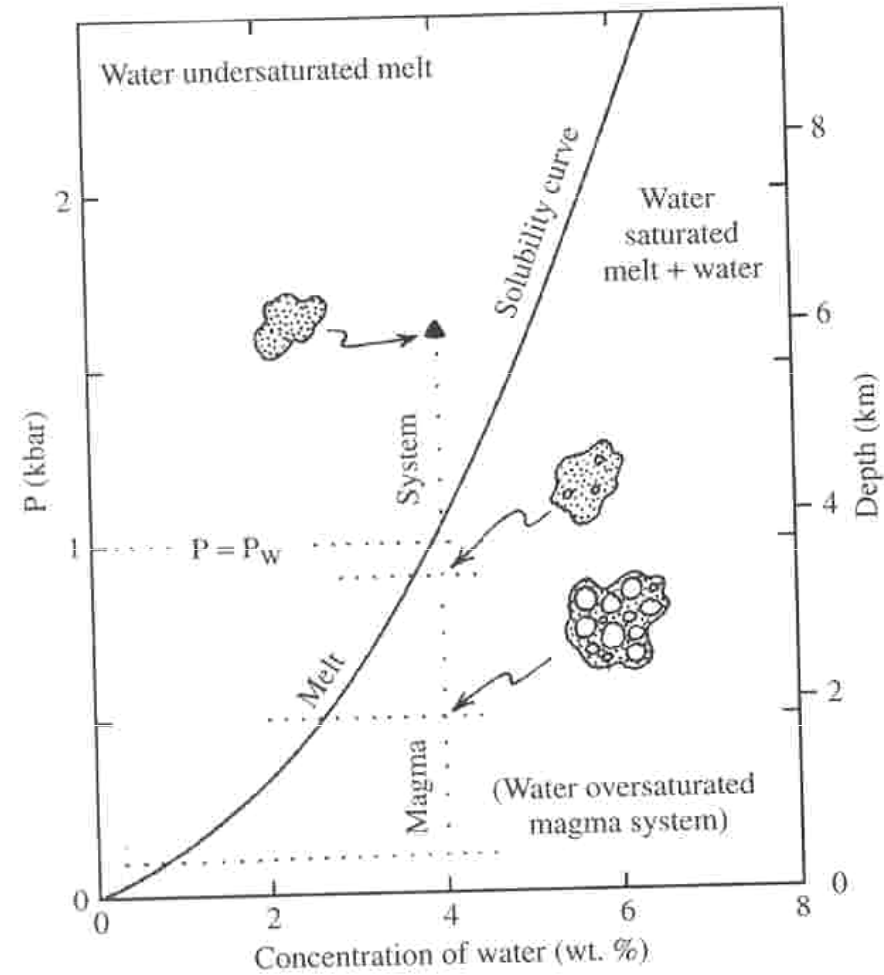 Water undersaturated melt
8
2
Solubility curve
Water
saturated
melt + water
6
P (kbar)
System
Depth (km)
4
1
P = PW
Melt
2
Magma
(Water oversaturated
magma system)
0
0
0
2
4
6
8
Concentration of water (wt. %)